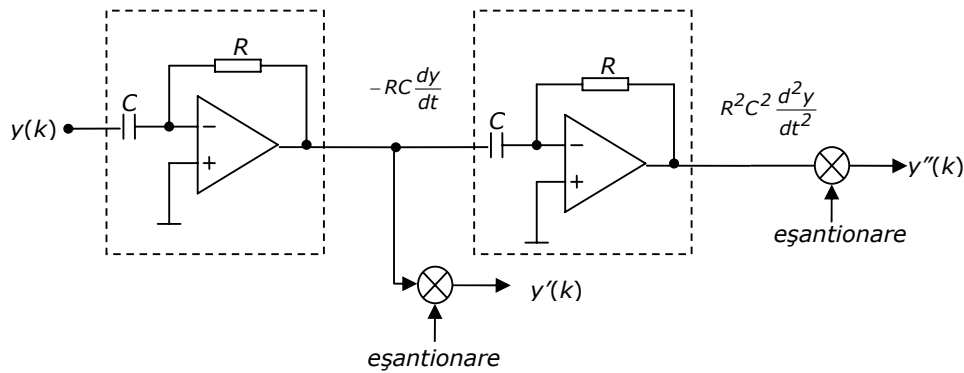 R
C
−
+
y(k)
−RC dy/dt
R
C
−
+
R²C² d²y/dt²
y″(k)
eşantionare
y′(k)
eşantionare